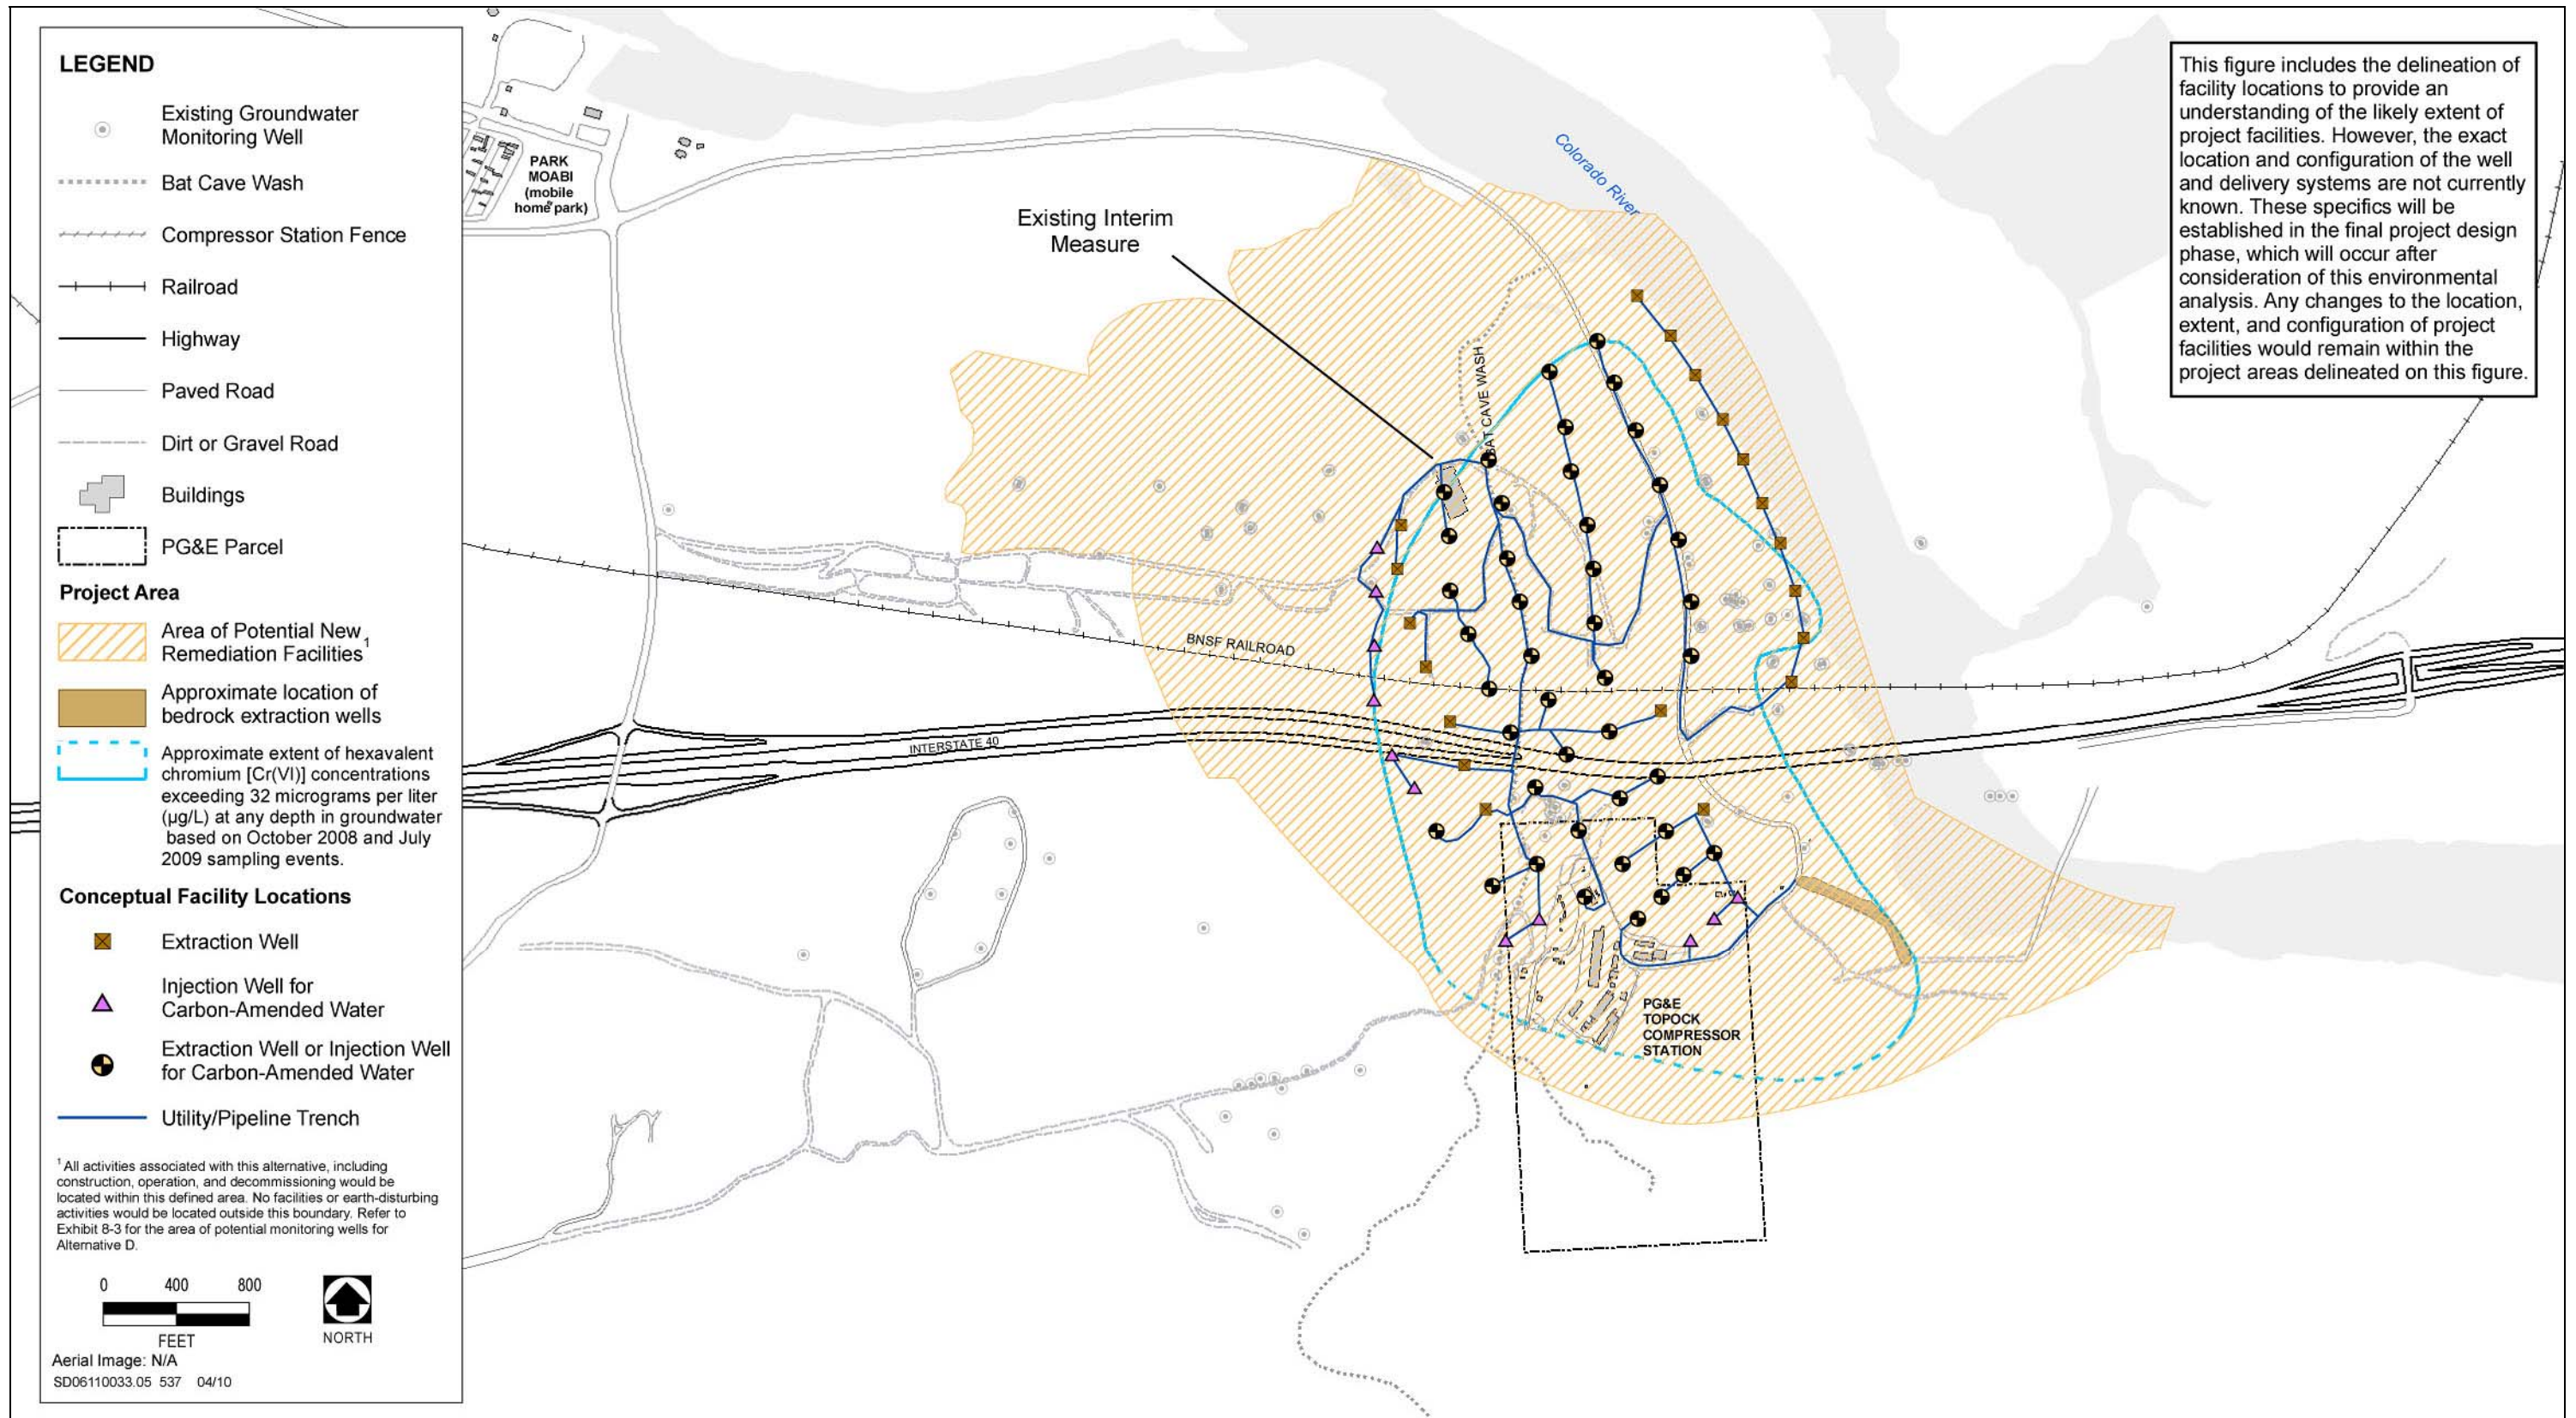 LEGEND
Existing Groundwater
Monitoring Well
Bat Cave Wash
Compressor Station Fence
Railroad
Highway
Paved Road
Dirt or Gravel Road
Buildings
PG&E Parcel
Project Area
Area of Potential New
Remediation Facilities1
Approximate location of
bedrock extraction wells
Approximate extent of hexavalent
chromium [Cr(VI)] concentrations
exceeding 32 micrograms per liter
(µg/L) at any depth in groundwater
based on October 2008 and July
2009 sampling events.
Conceptual Facility Locations
Extraction Well
Injection Well for
Carbon-Amended Water
Extraction Well or Injection Well
for Carbon-Amended Water
Utility/Pipeline Trench
1 All activities associated with this alternative, including
construction, operation, and decommissioning would be
located within this defined area. No facilities or earth-disturbing
activities would be located outside this boundary. Refer to
Exhibit 8-3 for the area of potential monitoring wells for
Alternative D.
0 400 800
FEET
NORTH
Aerial Image: N/A
SD06110033.05 537 04/10
PARK
MOABI
(mobile
home park)
Existing Interim
Measure
Colorado River
BAT CAVE WASH
BNSF RAILROAD
INTERSTATE 40
PG&E
TOPOCK
COMPRESSOR
STATION
This figure includes the delineation of
facility locations to provide an
understanding of the likely extent of
project facilities. However, the exact
location and configuration of the well
and delivery systems are not currently
known. These specifics will be
established in the final project design
phase, which will occur after
consideration of this environmental
analysis. Any changes to the location,
extent, and configuration of project
facilities would remain within the
project areas delineated on this figure.